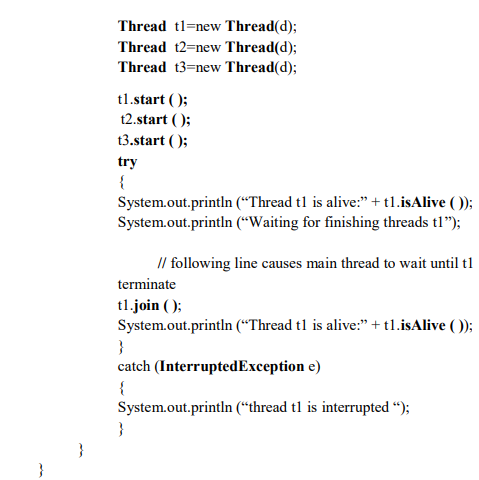 Thread t1=new Thread(d);
Thread t2=new Thread(d);
Thread t3=new Thread(d);
t1.start ( );
t2.start ( );
t3.start ( );
try
{
System.out.println (“Thread t1 is alive:” + t1.isAlive ( ));
System.out.println (“Waiting for finishing threads t1”);
// following line causes main thread to wait until t1
terminate
t1.join ( );
System.out.println (“Thread t1 is alive:” + t1.isAlive ( ));
}
catch (InterruptedException e)
{
System.out.println (“thread t1 is interrupted “);
}
}
}